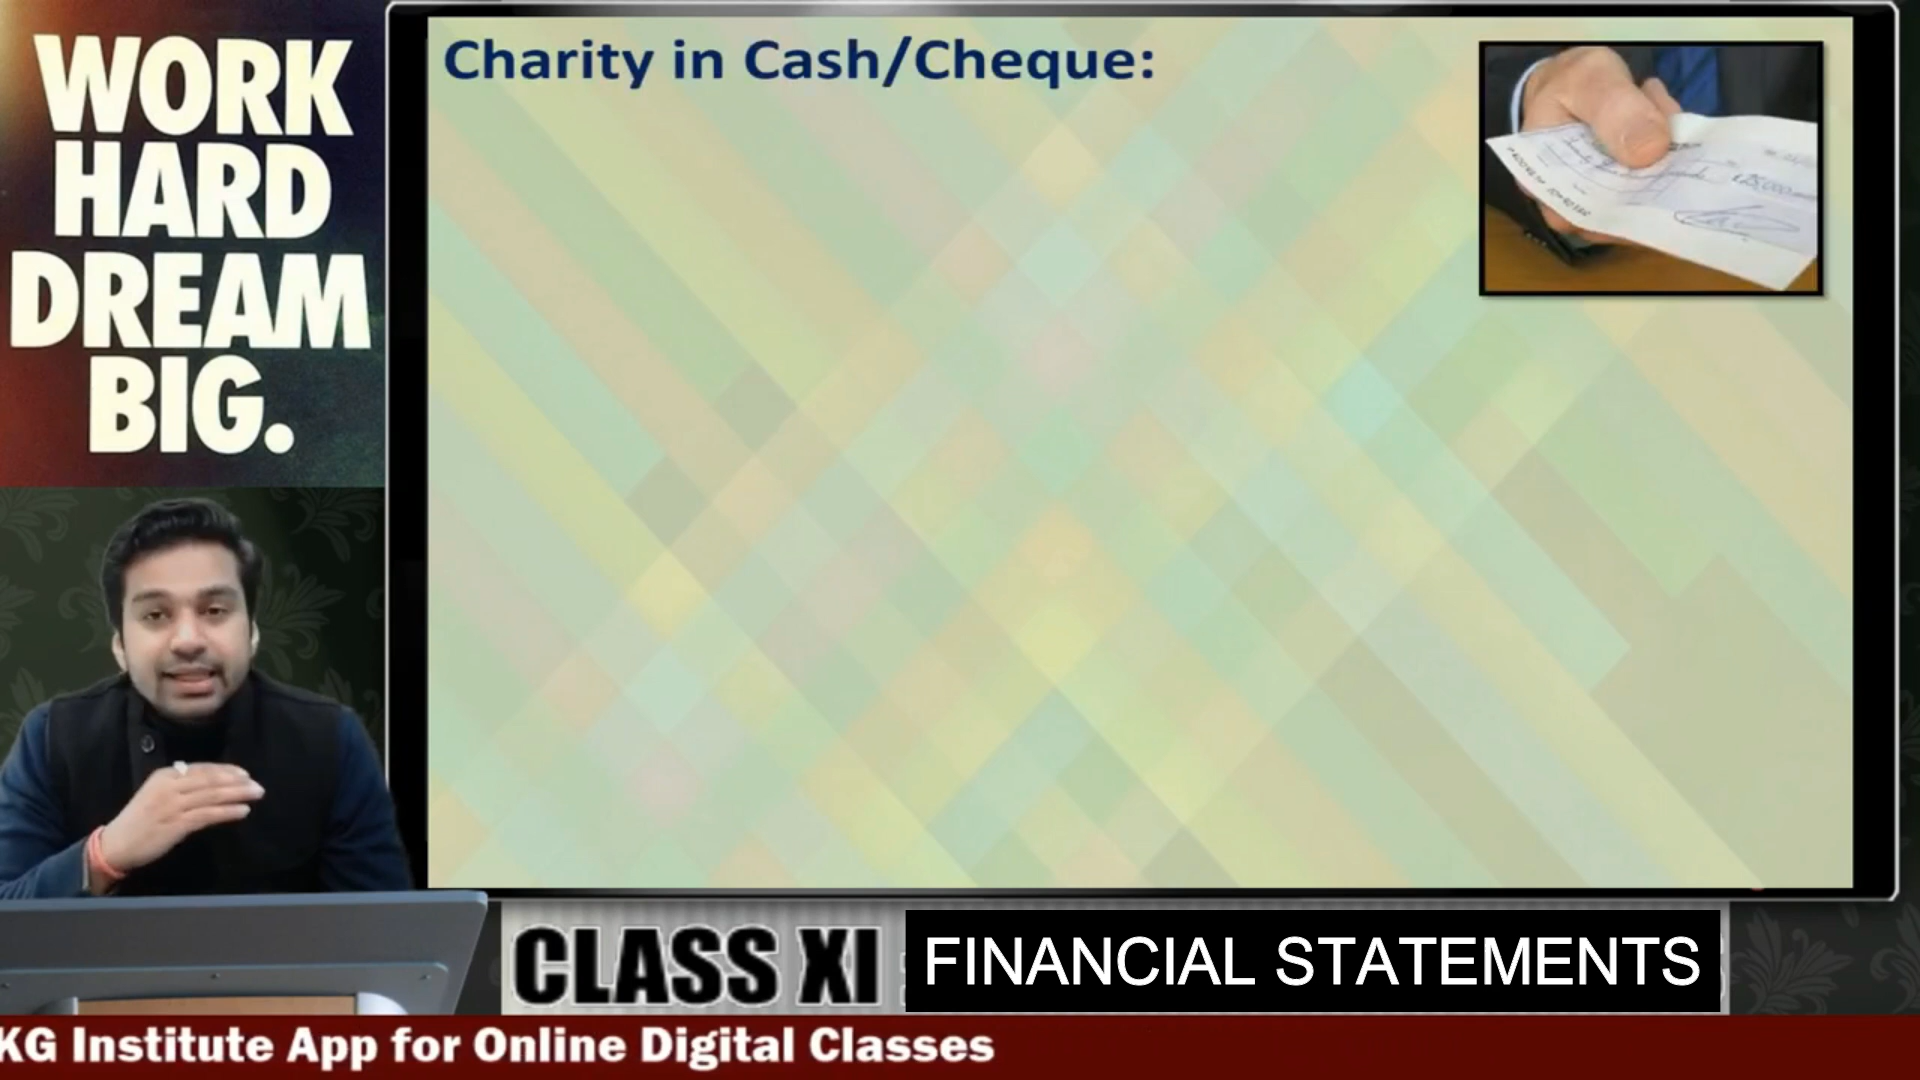 WORK
HARD
DREAM
BIG.
Charity in Cash/Cheque:
CLASS XI
FINANCIAL STATEMENTS
KG Institute App for Online Digital Classes